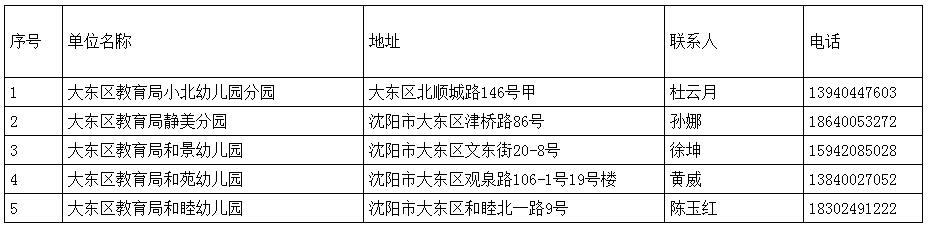 序号 单位名称 地址 联系人 电话
1 大东区教育局小北幼儿园分园 大东区北顺城路146号甲 杜云月 13940447603
2 大东区教育局静美分园 沈阳市大东区津桥路86号 孙娜 18640053272
3 大东区教育局和景幼儿园 沈阳市大东区文东街20-8号 徐坤 15942085028
4 大东区教育局和苑幼儿园 沈阳市大东区观泉路106-1号19号楼 黄威 13840027052
5 大东区教育局和睦幼儿园 沈阳市大东区和睦北一路9号 陈玉红 18302491222